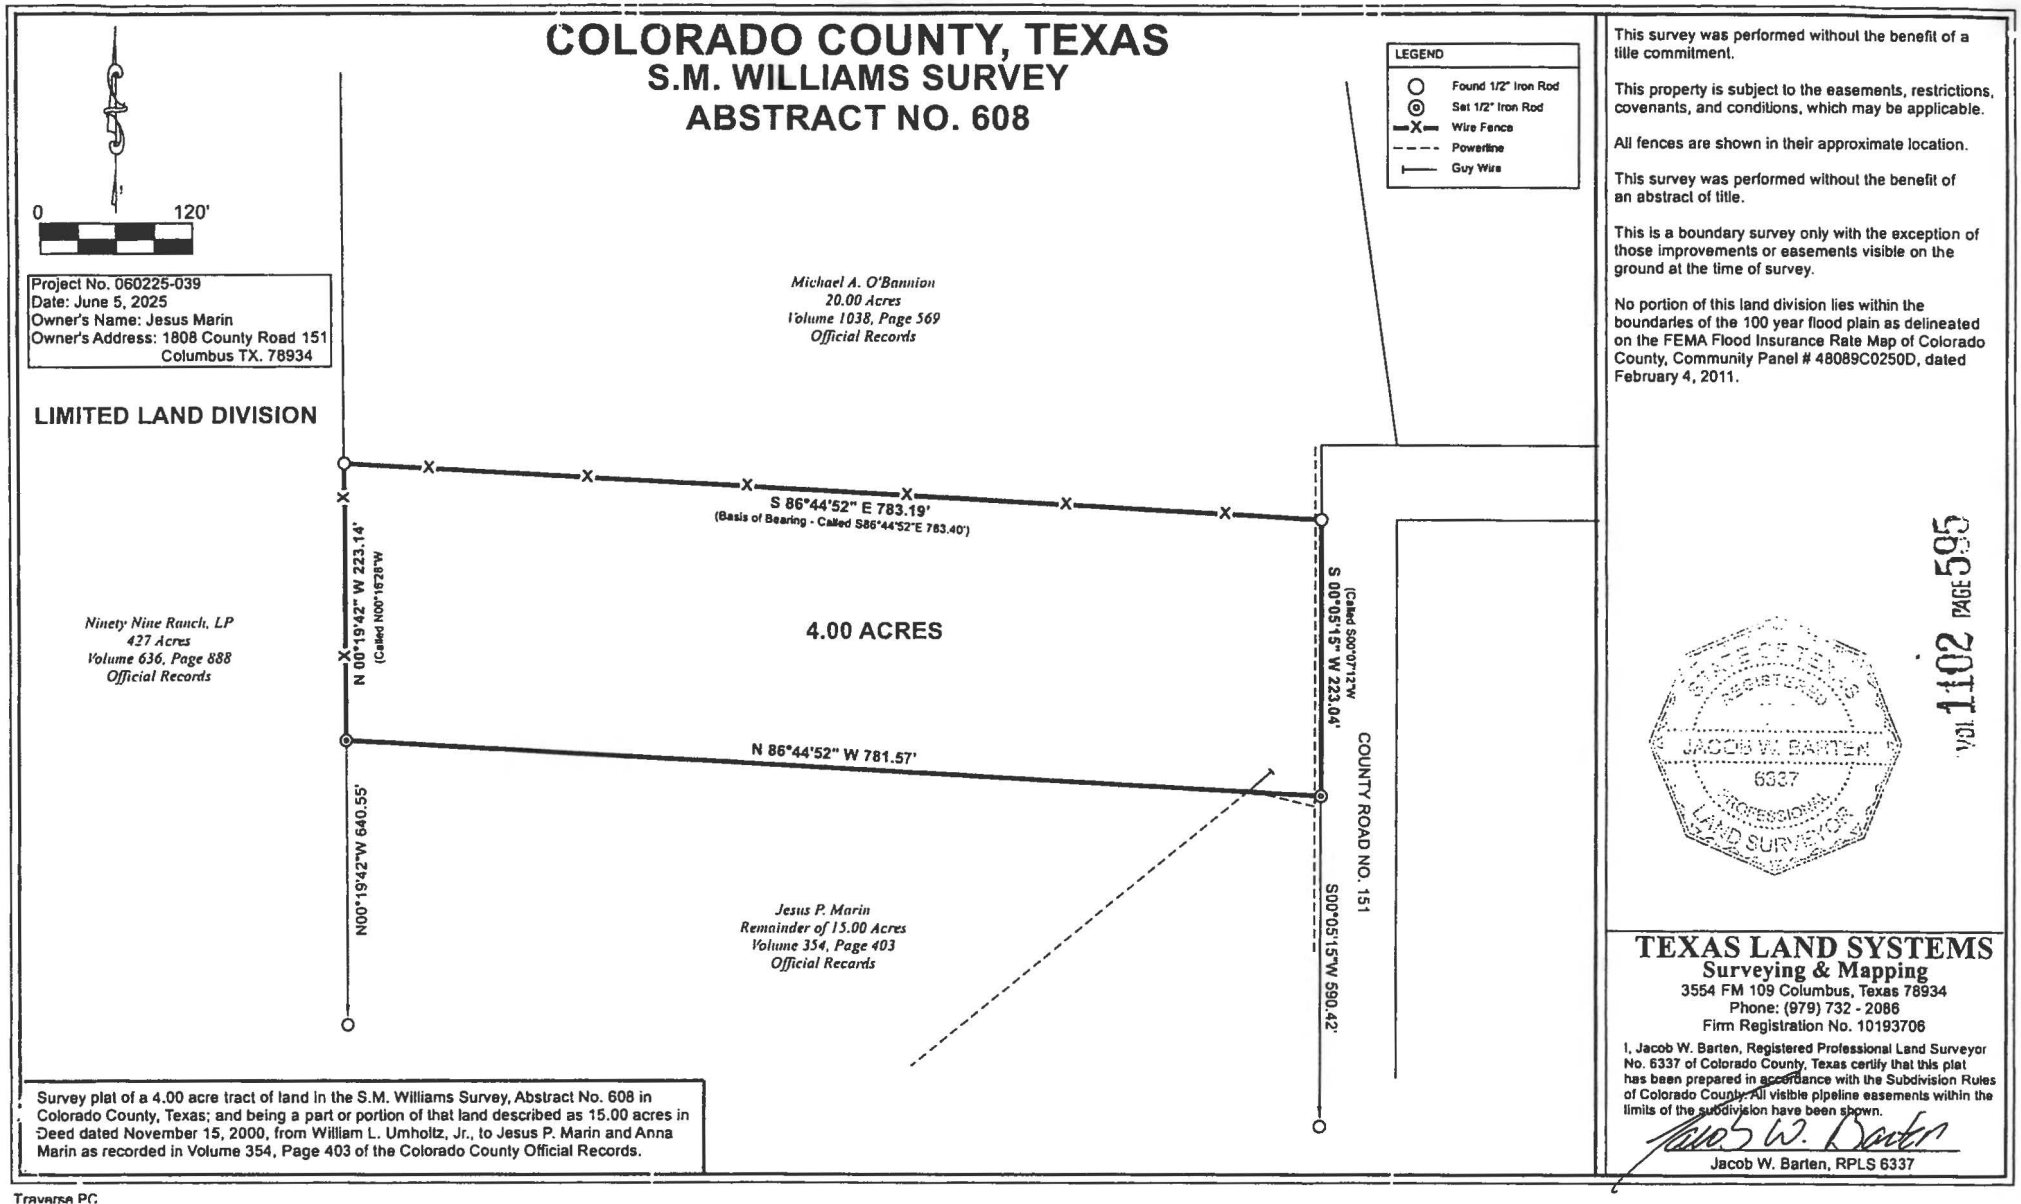 COLORADO COUNTY, TEXAS
S.M. WILLIAMS SURVEY
ABSTRACT NO. 608
0 120'
Project No. 060225-039
Date: June 5, 2025
Owner's Name: Jesus Marin
Owner's Address: 1808 County Road 151
Columbus TX. 78934
LIMITED LAND DIVISION
LEGEND
Found 1/2" Iron Rod
Set 1/2" Iron Rod
Wire Fence
Powerline
Guy Wire
Michael A. O'Bannion
20.00 Acres
Volume 1038, Page 569
Official Records
S 86°44'52" E 783.19'
(Basis of Bearing - Called S86°44'52"E 783.40')
N 00°19'42" W 223.14'
(Called N00°16'28"W
Ninety Nine Ranch, LP
427 Acres
Volume 636, Page 888
Official Records
4.00 ACRES
(Called S00°07'12"W
S 00°05'15" W 223.04'
N 86°44'52" W 781.57'
COUNTY ROAD NO. 151
N00°19'42"W 640.55'
S00°05'15"W 590.42'
Jesus P. Marin
Remainder of 15.00 Acres
Volume 354, Page 403
Official Records
Survey plat of a 4.00 acre tract of land in the S.M. Williams Survey, Abstract No. 608 in
Colorado County, Texas; and being a part or portion of that land described as 15.00 acres in
Deed dated November 15, 2000, from William L. Umholtz, Jr., to Jesus P. Marin and Anna
Marin as recorded in Volume 354, Page 403 of the Colorado County Official Records.
Traverse PC
This survey was performed without the benefit of a
title commitment.
This property is subject to the easements, restrictions,
covenants, and conditions, which may be applicable.
All fences are shown in their approximate location.
This survey was performed without the benefit of
an abstract of title.
This is a boundary survey only with the exception of
those improvements or easements visible on the
ground at the time of survey.
No portion of this land division lies within the
boundaries of the 100 year flood plain as delineated
on the FEMA Flood Insurance Rate Map of Colorado
County, Community Panel # 48089C0250D, dated
February 4, 2011.
VOL 1102 PAGE 595
STATE OF TEXAS
REGISTERED
JACOB W. BARTEN
6337
PROFESSIONAL
LAND SURVEYOR
TEXAS LAND SYSTEMS
Surveying & Mapping
3554 FM 109 Columbus, Texas 78934
Phone: (979) 732 - 2086
Firm Registration No. 10193706
I, Jacob W. Barten, Registered Professional Land Surveyor
No. 6337 of Colorado County, Texas certify that this plat
has been prepared in accordance with the Subdivision Rules
of Colorado County. All visible pipeline easements within the
limits of the subdivision have been shown.
Jacob W. Barten
Jacob W. Barten, RPLS 6337